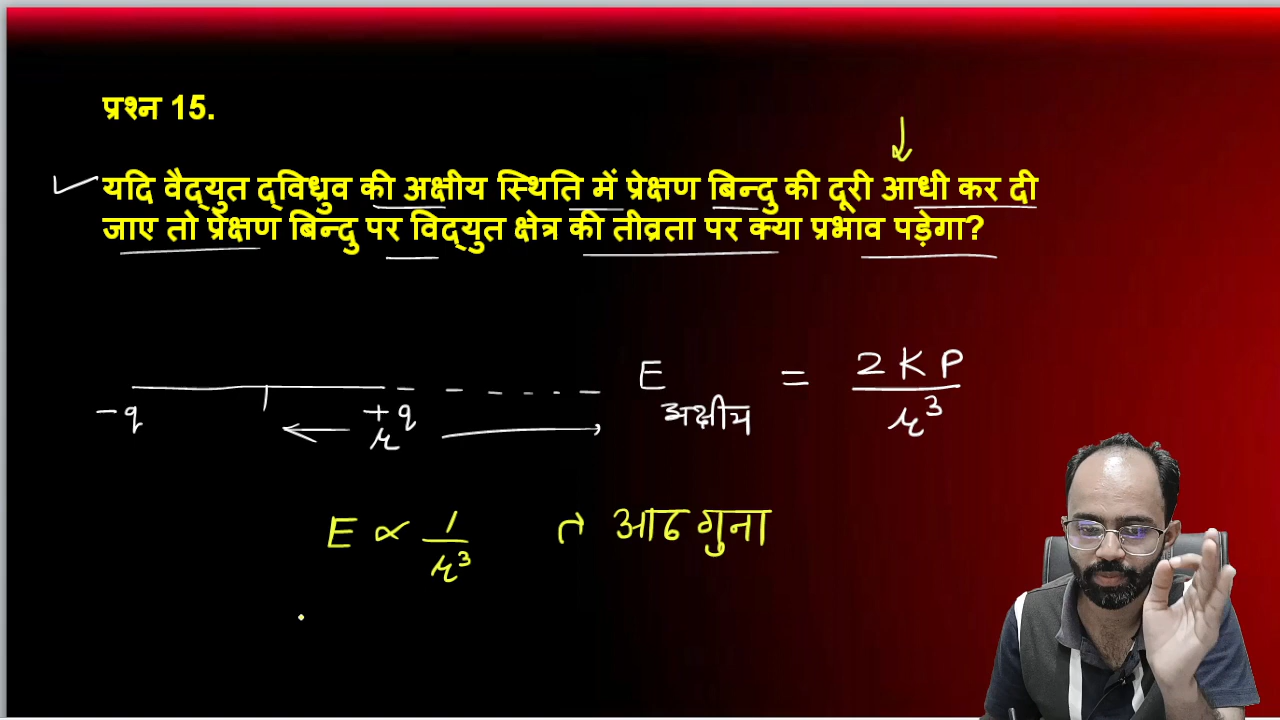 प्रश्न 15.
यदि वैद्युत द्विध्रुव की अक्षीय स्थिति में प्रेक्षण बिन्दु की दूरी आधी कर दी
जाए तो प्रेक्षण बिन्दु पर विद्युत क्षेत्र की तीव्रता पर क्या प्रभाव पड़ेगा?
E अक्षीय = 2KP / r³
-q +q
r
E ∝ 1 / r³ आठ गुना